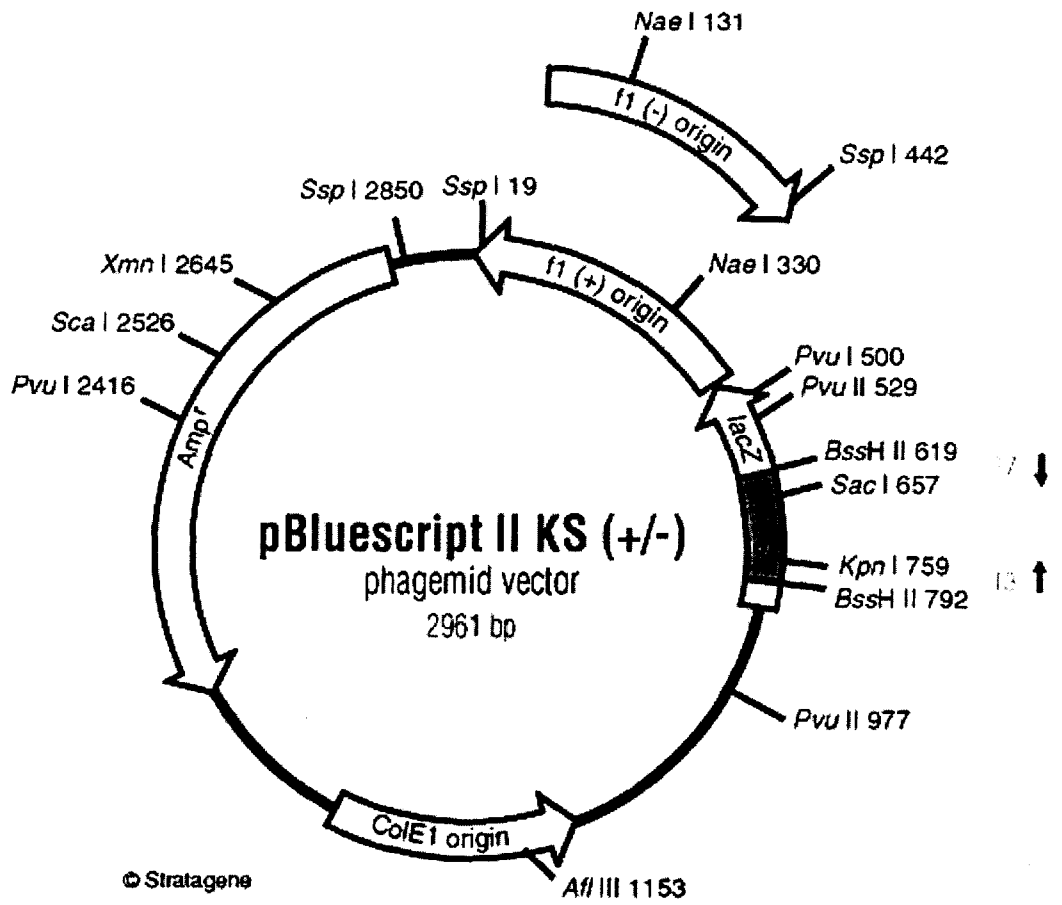 Nae I 131
f1 (-) origin
Ssp I 442
Ssp I 2850
Ssp I 19
Xmn I 2645
f1 (+) origin
Nae I 330
Sca I 2526
Pvu I 2416
Pvu I 500
Pvu II 529
Ampr
lacZ
BssH II 619
Sac I 657
pBluescript II KS (+/-)
phagemid vector
2961 bp
Kpn I 759
BssH II 792
Pvu II 977
ColE1 origin
Afl III 1153
© Stratagene